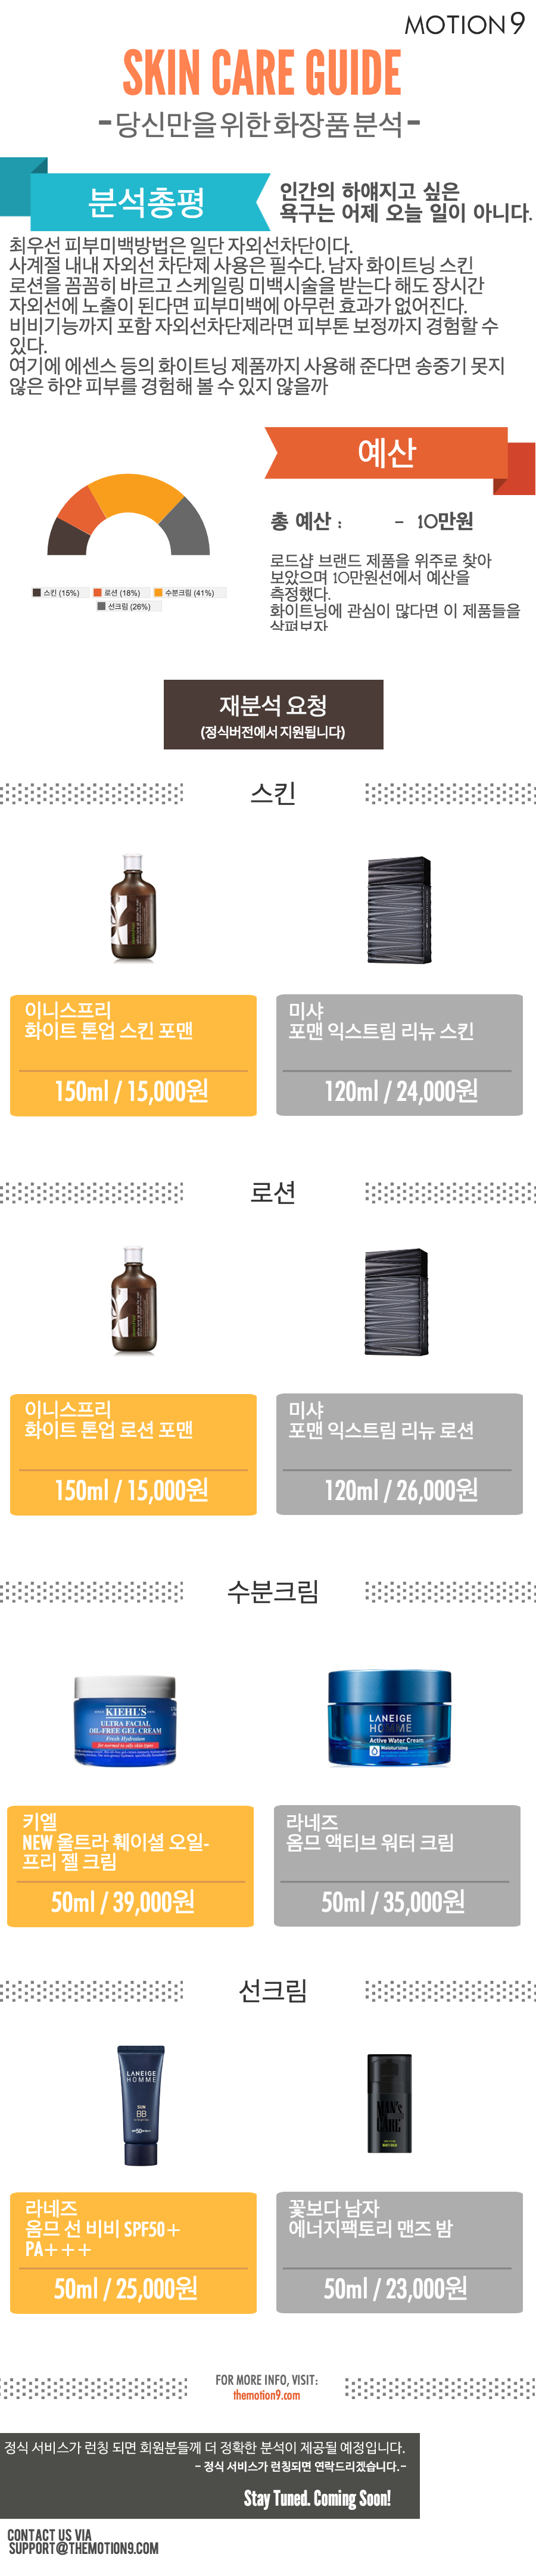 MOTION 9
SKIN CARE GUIDE
-당신만을위한화장품분석-
분석총평
인간의 하얘지고 싶은
욕구는 어제 오늘 일이 아니다.
최우선 피부미백방법은 일단 자외선차단이다.
사계절 내내 자외선 차단제 사용은 필수다. 남자 화이트닝 스킨
로션을 꼼꼼히 바르고 스케일링 미백시술을 받는다 해도 장시간
자외선에 노출이 된다면 피부미백에 아무런 효과가 없어진다.
비비기능까지 포함 자외선차단제라면 피부톤 보정까지 경험할 수
있다.
여기에 에센스 등의 화이트닝 제품까지 사용해 준다면 송중기 못지
않은 하얀 피부를 경험해 볼 수 있지 않을까
예산
총 예산 : - 10만원
로드샵 브랜드 제품을 위주로 찾아
보았으며 10만원선에서 예산을
측정했다.
화이트닝에 관심이 많다면 이 제품들을
살펴보자
스킨 (15%) 로션 (18%) 수분크림 (41%)
선크림 (26%)
재분석 요청
(정식버전에서 지원됩니다)
스킨
이니스프리
화이트 톤업 스킨 포맨
150ml / 15,000원
미샤
포맨 익스트림 리뉴 스킨
120ml / 24,000원
로션
이니스프리
화이트 톤업 로션 포맨
150ml / 15,000원
미샤
포맨 익스트림 리뉴 로션
120ml / 26,000원
수분크림
KIEHL'S
ULTRA FACIAL
OIL-FREE GEL CREAM
Fresh Hydration
for normal to oily skin types
LANEIGE
HOMME
Active Water Cream
Moisturizing
키엘
NEW 울트라 훼이셜 오일-
프리 젤 크림
50ml / 39,000원
라네즈
옴므 액티브 워터 크림
50ml / 35,000원
선크림
LANEIGE
HOMME
SUN
BB
MAN's
CARE
라네즈
옴므 선 비비 SPF50+
PA+++
50ml / 25,000원
꽃보다 남자
에너지팩토리 맨즈 밤
50ml / 23,000원
FOR MORE INFO, VISIT:
themotion9.com
정식 서비스가 런칭 되면 회원분들께 더 정확한 분석이 제공될 예정입니다.
- 정식 서비스가 런칭되면 연락드리겠습니다.-
Stay Tuned. Coming Soon!
CONTACT US VIA
SUPPORT@THEMOTION9.COM